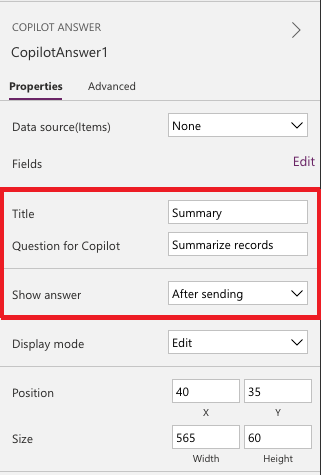 COPILOT ANSWER
CopilotAnswer1
Properties Advanced
Data source(Items) None
Fields Edit
Title Summary
Question for Copilot Summarize records
Show answer After sending
Display mode Edit
Position 40 35
X Y
Size 565 60
Width Height